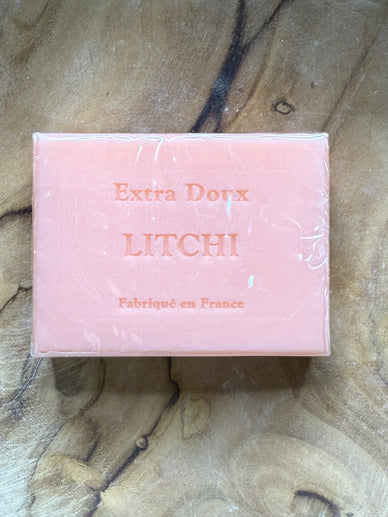 Extra Doux
LITCHI
Fabriqué en France